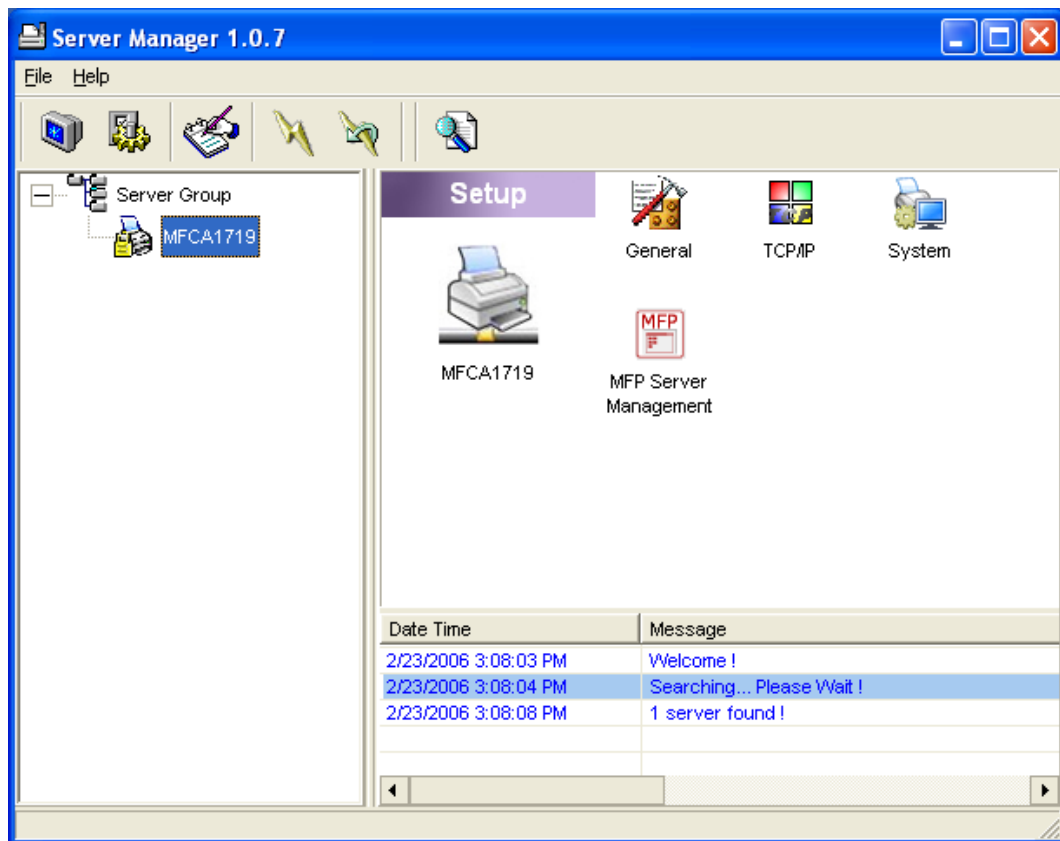 Server Manager 1.0.7
File Help
Server Group
MFCA1719
Setup
General
TCP/IP
System
MFCA1719
MFP
MFP Server
Management
Date Time Message
2/23/2006 3:08:03 PM Welcome !
2/23/2006 3:08:04 PM Searching... Please Wait !
2/23/2006 3:08:08 PM 1 server found !